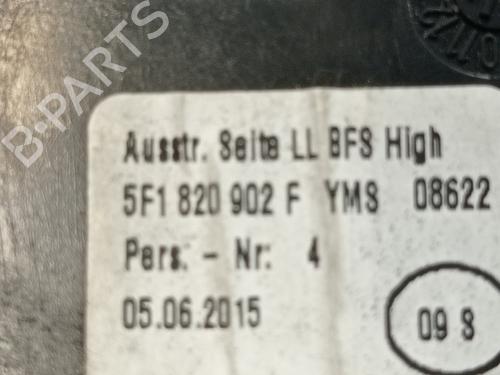 B-PARTS
Ausstr. Seite LL BFS High
5F1 820 902 F YMS 08622
Pers. - Nr: 4
05.06.2015
09 8
B-PARTS